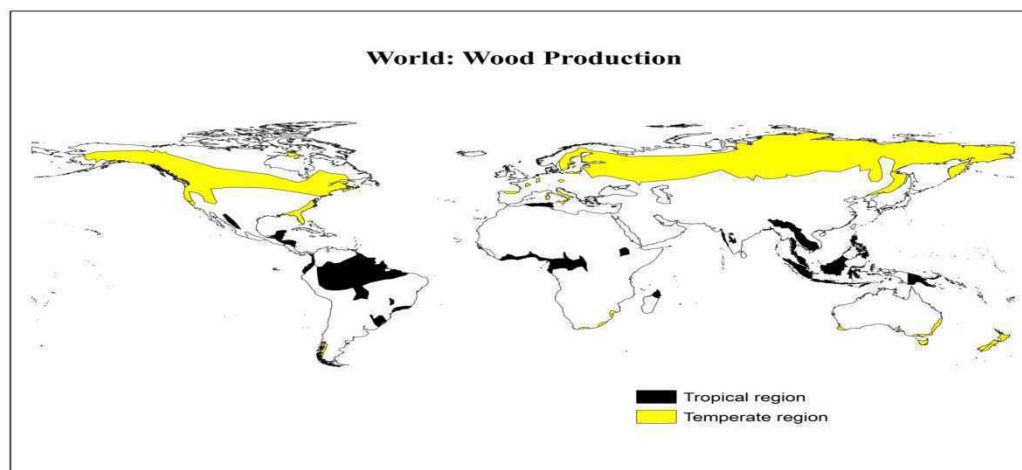 World: Wood Production
Tropical region
Temperate region